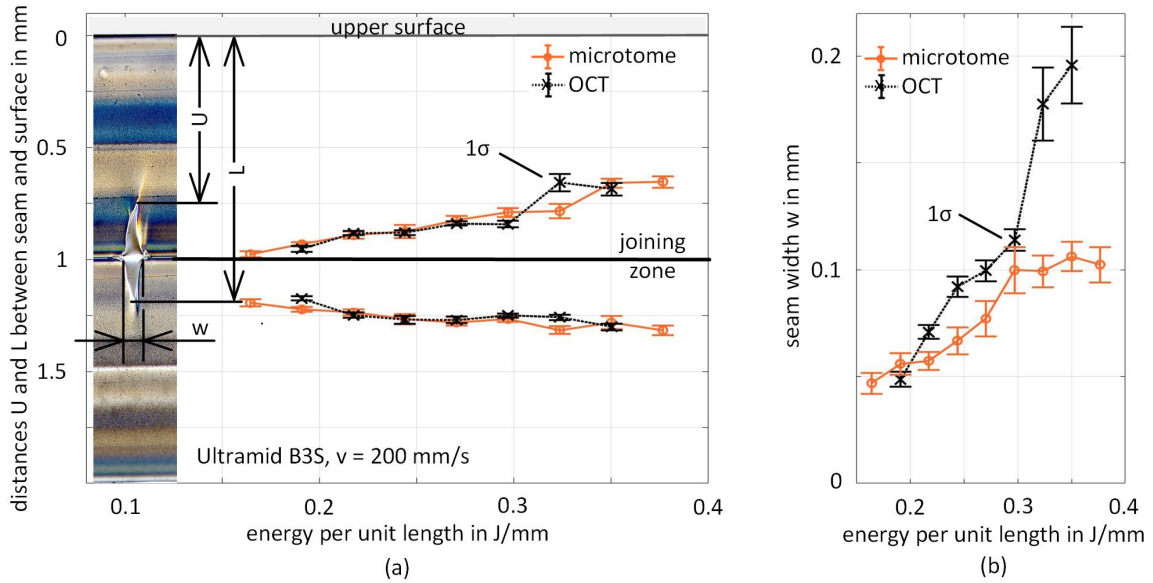 upper surface
distances U and L between seam and surface in mm
0
0.5
1
1.5
U
L
w
microtome
OCT
1σ
joining
zone
Ultramid B3S, v = 200 mm/s
0.1
0.2
0.3
0.4
energy per unit length in J/mm
(a)
seam width w in mm
0.2
0.1
0
microtome
OCT
1σ
0.2
0.3
0.4
energy per unit length in J/mm
(b)